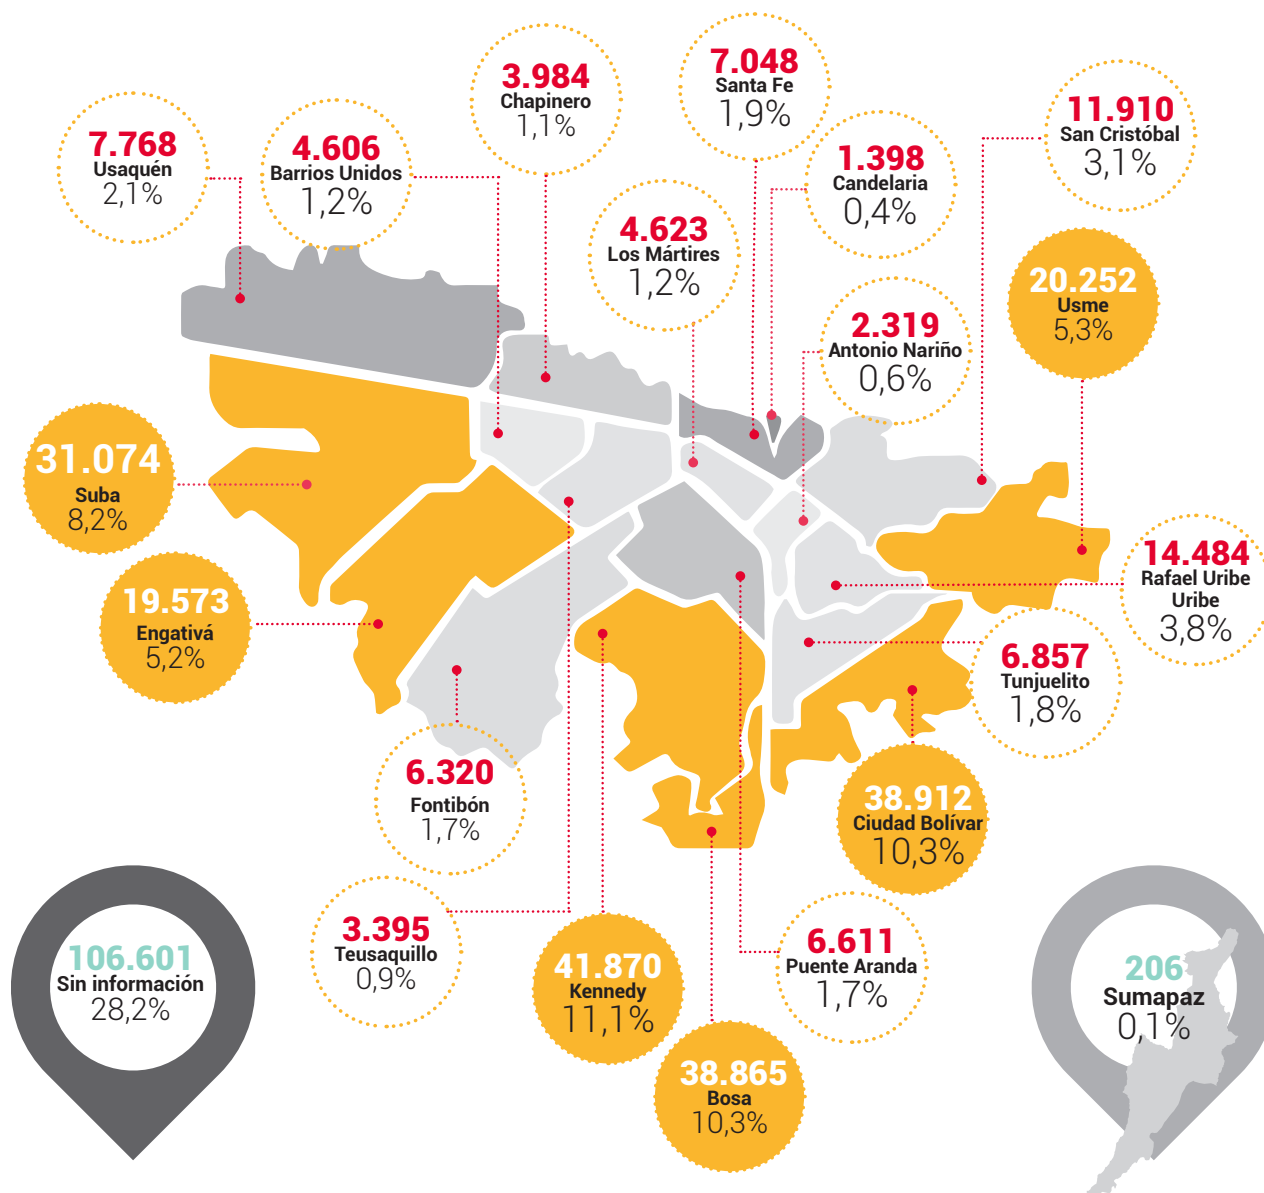 7.768
Usaquén
2,1%
4.606
Barrios Unidos
1,2%
3.984
Chapinero
1,1%
7.048
Santa Fe
1,9%
1.398
Candelaria
0,4%
11.910
San Cristóbal
3,1%
4.623
Los Mártires
1,2%
2.319
Antonio Nariño
0,6%
20.252
Usme
5,3%
31.074
Suba
8,2%
19.573
Engativá
5,2%
14.484
Rafael Uribe
Uribe
3,8%
6.857
Tunjuelito
1,8%
6.320
Fontibón
1,7%
38.912
Ciudad Bolívar
10,3%
3.395
Teusaquillo
0,9%
41.870
Kennedy
11,1%
6.611
Puente Aranda
1,7%
38.865
Bosa
10,3%
106.601
Sin información
28,2%
206
Sumapaz
0,1%